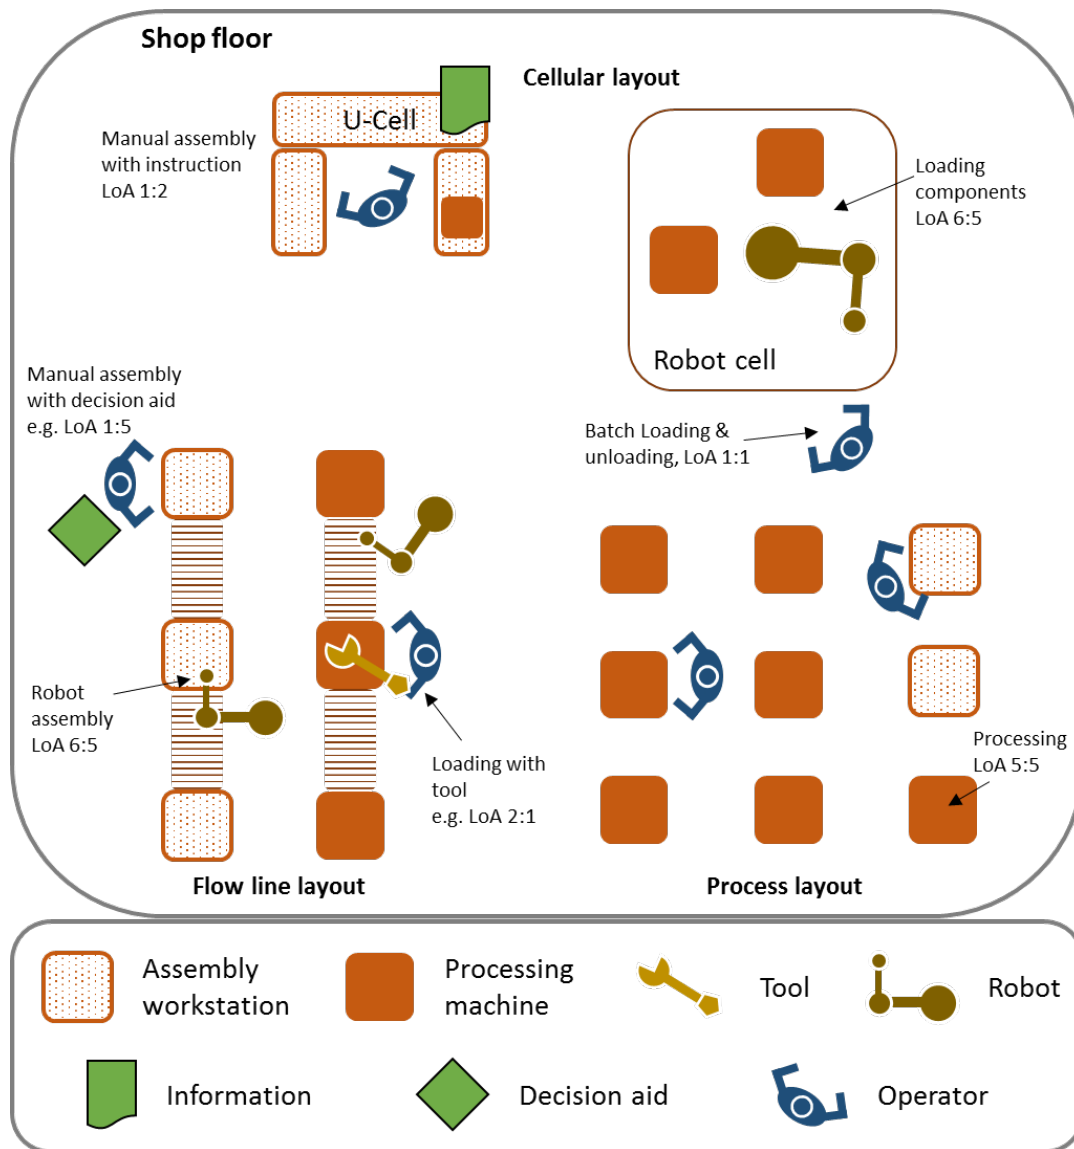 Shop floor
Cellular layout
U-Cell
Manual assembly
with instruction
LoA 1:2
Loading
components
LoA 6:5
Robot cell
Manual assembly
with decision aid
e.g. LoA 1:5
Batch Loading &
unloading, LoA 1:1
Robot
assembly
LoA 6:5
Loading with
tool
e.g. LoA 2:1
Processing
LoA 5:5
Flow line layout
Process layout
Assembly
workstation
Processing
machine
Tool
Robot
Information
Decision aid
Operator